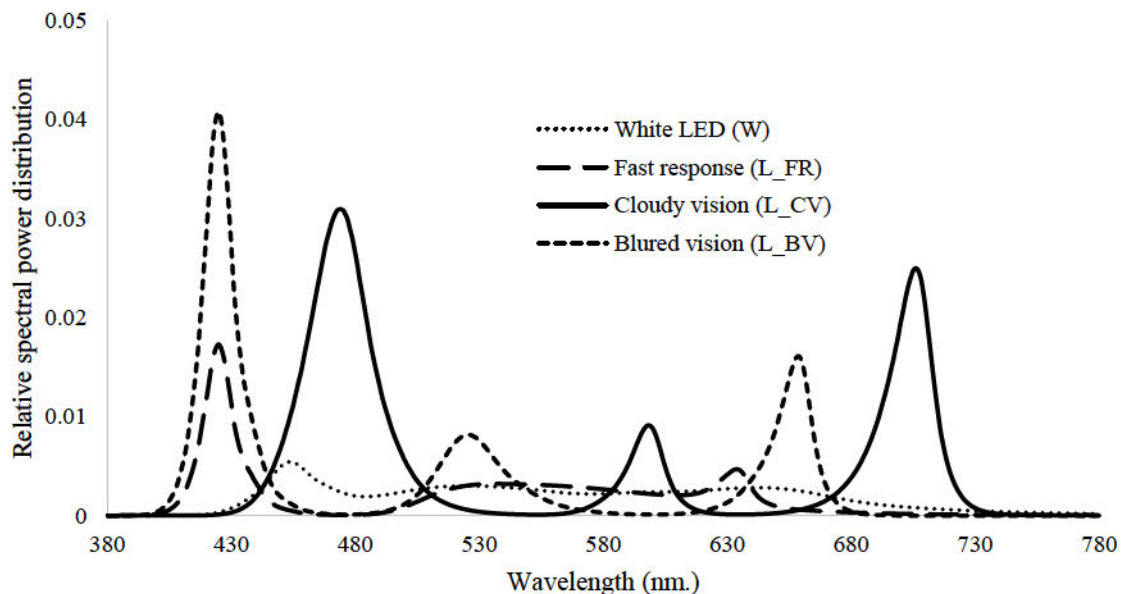 0.05
0.04
0.03
0.02
0.01
0
Relative spectral power distribution
White LED (W)
Fast response (L_FR)
Cloudy vision (L_CV)
Blured vision (L_BV)
380 430 480 530 580 630 680 730 780
Wavelength (nm.)